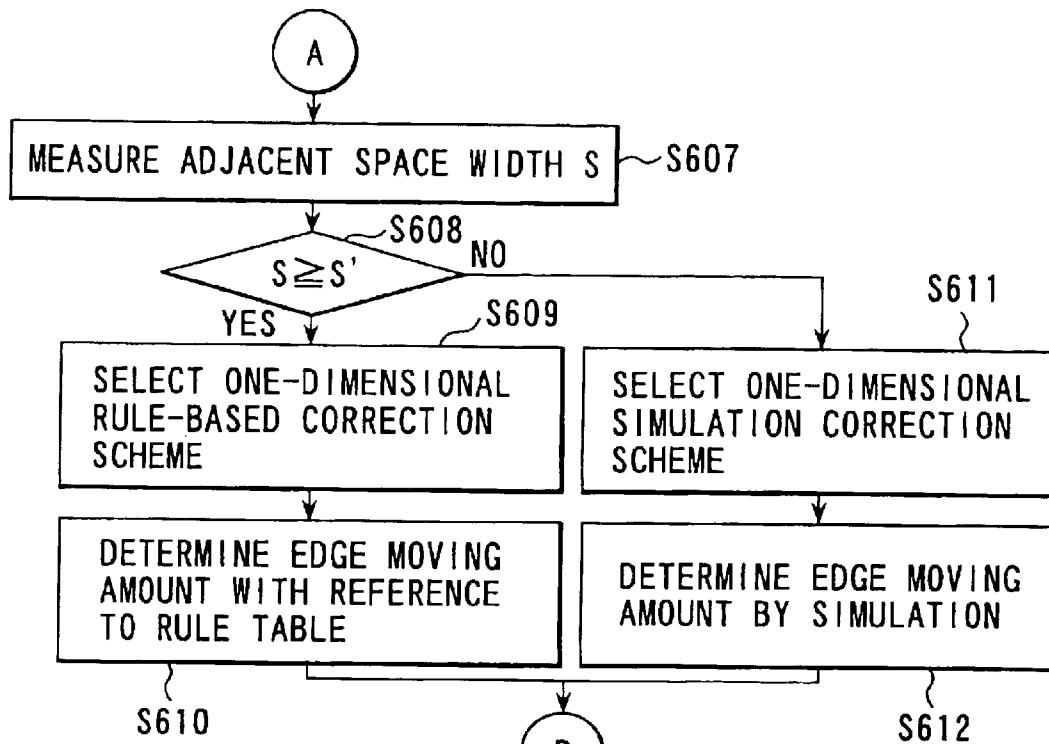 A
MEASURE ADJACENT SPACE WIDTH S
S607
S608
S≧S'
NO
YES
S609
S611
SELECT ONE-DIMENSIONAL
RULE-BASED CORRECTION
SCHEME
SELECT ONE-DIMENSIONAL
SIMULATION CORRECTION
SCHEME
DETERMINE EDGE MOVING
AMOUNT WITH REFERENCE
TO RULE TABLE
DETERMINE EDGE MOVING
AMOUNT BY SIMULATION
S610
S612